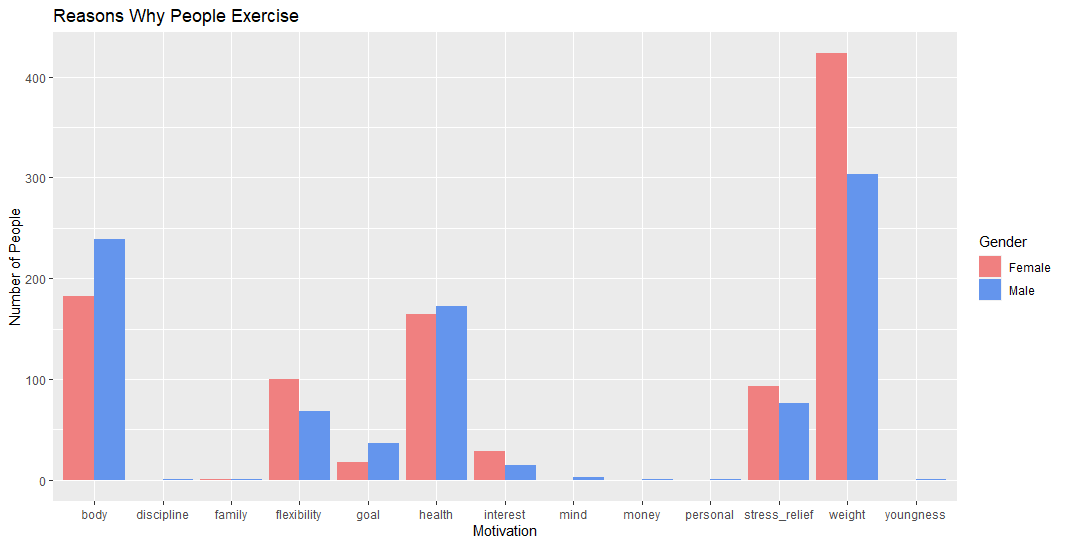 Reasons Why People Exercise
400
300
200
100
0
Number of People
body discipline family flexibility goal health interest mind money personal stress_relief weight youngness
Motivation
Gender
Female
Male